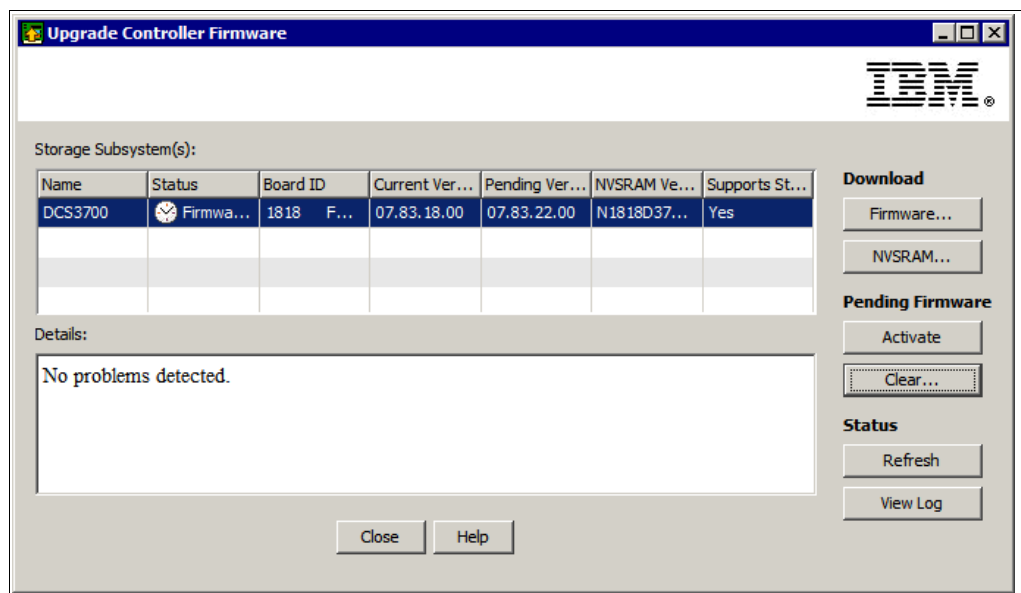 Upgrade Controller Firmware
IBM®
Storage Subsystem(s):
Name Status Board ID Current Ver... Pending Ver... NVSRAM Ve... Supports St...
DCS3700 Firmwa... 1818 F... 07.83.18.00 07.83.22.00 N1818D37... Yes
Download
Firmware...
NVSRAM...
Pending Firmware
Activate
Clear...
Details:
No problems detected.
Status
Refresh
View Log
Close Help